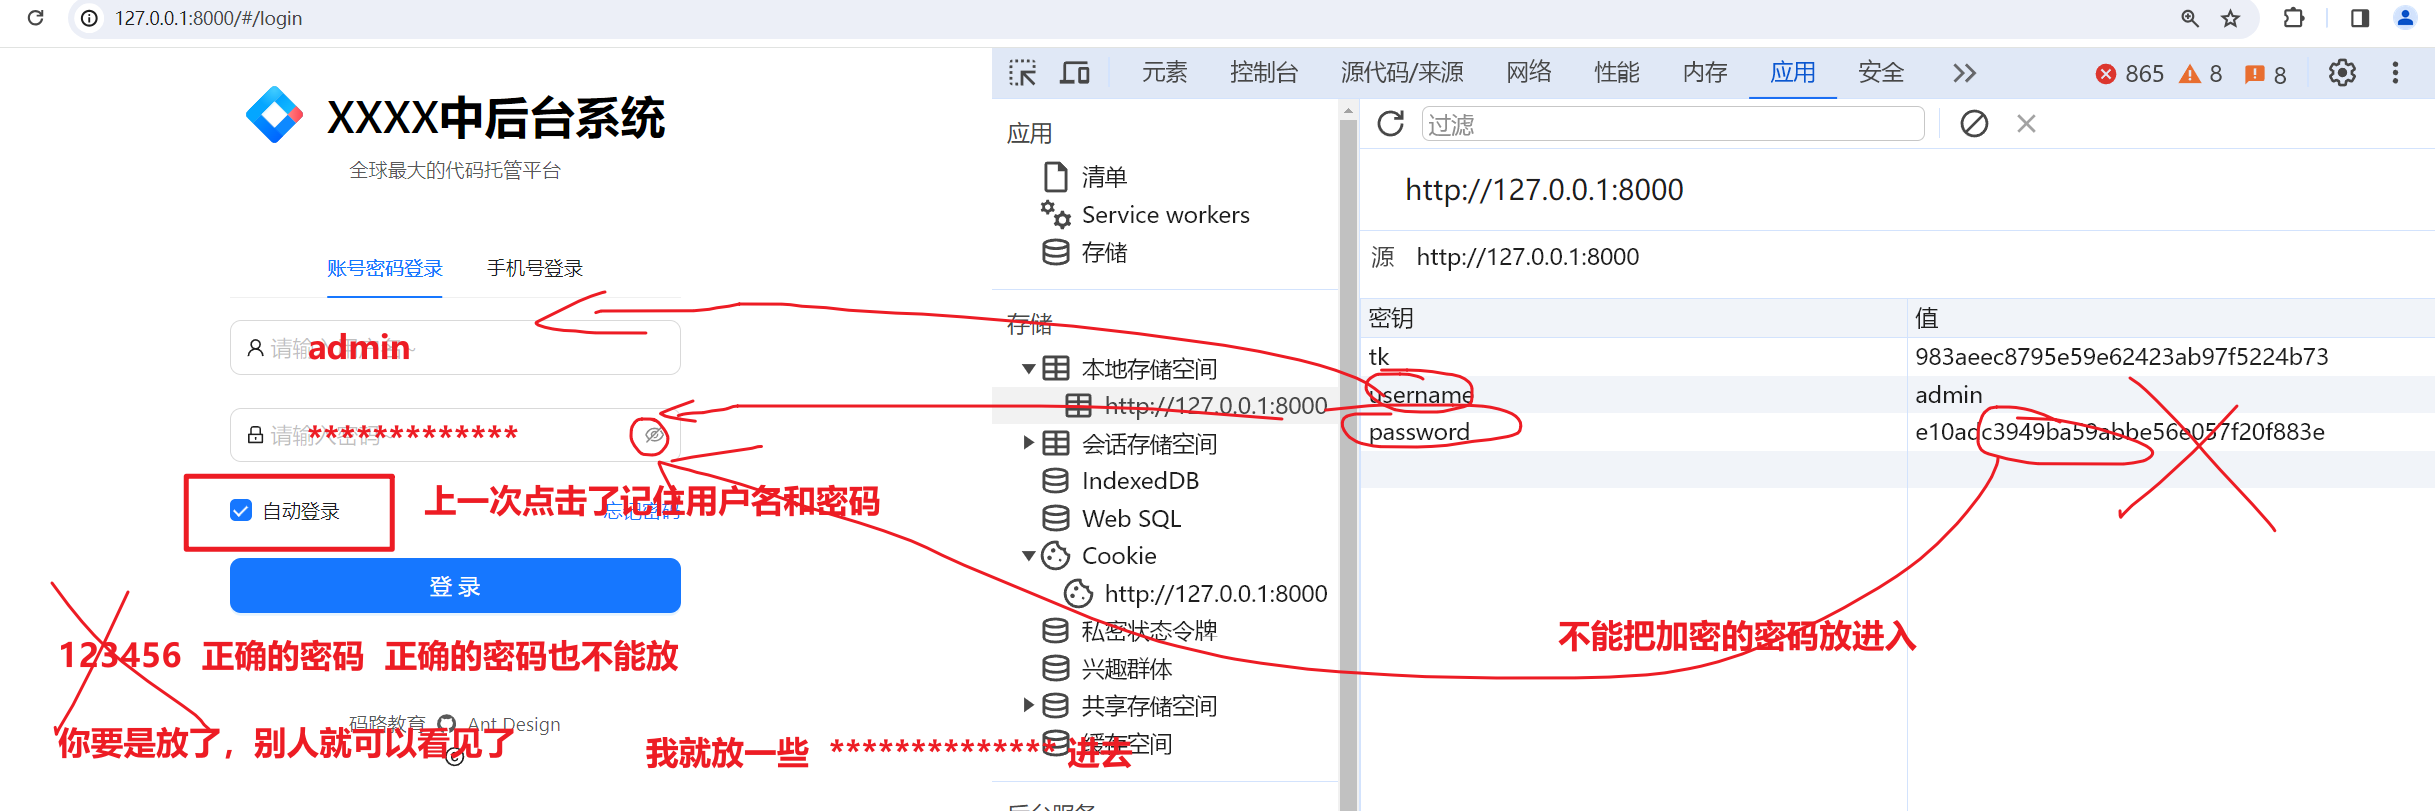 127.0.0.1:8000/#/login
XXXX中后台系统
全球最大的代码托管平台
账号密码登录
手机号登录
请输
admin
请输入密码
*************
自动登录
忘记密码
上一次点击了记住用户名和密码
登 录
123456 正确的密码 正确的密码也不能放
码路教育
Ant Design
你要是放了，别人就可以看见了
©
我就放一些 ************** 进去
元素
控制台
源代码/来源
网络
性能
内存
应用
安全
865
8
8
应用
清单
Service workers
存储
存储
本地存储空间
http://127.0.0.1:8000
会话存储空间
IndexedDB
Web SQL
Cookie
http://127.0.0.1:8000
私密状态令牌
兴趣群体
共享存储空间
缓存空间
后台服务
过滤
http://127.0.0.1:8000
源 http://127.0.0.1:8000
密钥 值
tk 983aeec8795e59e62423ab97f5224b73
username admin
password e10adc3949ba59abbe56e057f20f883e
不能把加密的密码放进入